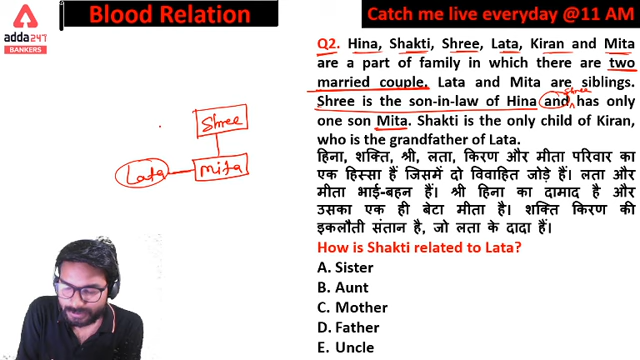 Blood Relation
Catch me live everyday @11 AM
adda247
BANKERS
Q2. Hina, Shakti, Shree, Lata, Kiran and Mita
are a part of family in which there are two
married couple. Lata and Mita are siblings.
Shree
Shree is the son-in-law of Hina and has only
one son Mita. Shakti is the only child of Kiran,
who is the grandfather of Lata.
हिना, शक्ति, श्री, लता, किरण और मीता परिवार का
एक हिस्सा हैं जिसमें दो विवाहित जोड़े हैं। लता और
मीता भाई-बहन हैं। श्री हिना का दामाद है और
उसका एक ही बेटा मीता है। शक्ति किरण की
इकलौती संतान है, जो लता के दादा हैं।
How is Shakti related to Lata?
A. Sister
B. Aunt
C. Mother
D. Father
E. Uncle
Shree
Lata
Mita